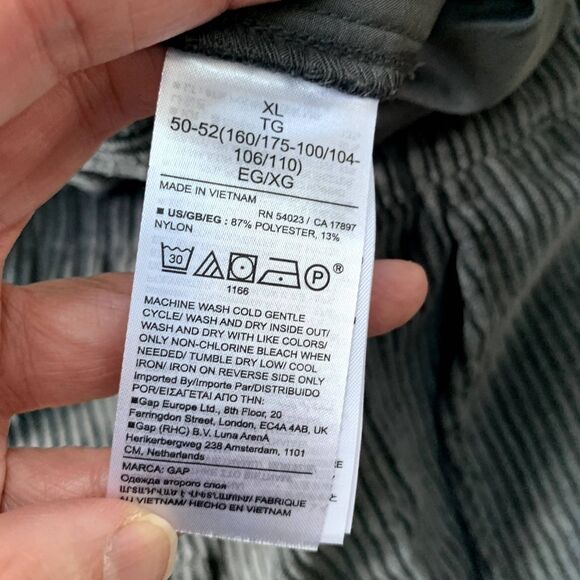 XL
TG
50-52(160/175-100/104-
106/110)
EG/XG
MADE IN VIETNAM
RN 54023 / CA 17897
■ US/GB/EG : 87% POLYESTER, 13%
NYLON
30 P ®
1166
MACHINE WASH COLD GENTLE
CYCLE/ WASH AND DRY INSIDE OUT/
WASH AND DRY WITH LIKE COLORS/
ONLY NON-CHLORINE BLEACH WHEN
NEEDED/ TUMBLE DRY LOW/ COOL
IRON/ IRON ON REVERSE SIDE ONLY
Imported By/Importe Par/DISTRIBUIDO
POR/ΕΙΣΑΓΕΤΑΙ ΑΠΟ ΤΗΝ:
■Gap Europe Ltd., 8th Floor, 20
Farringdon Street, London, EC4A 4AB, UK
■Gap (RHC) B.V. Luna ArenA
Herikerbergweg 238 Amsterdam, 1101
CM, Netherlands
MARCA: GAP
Одежда второго слоя
ԱՐՏԱԴՐՎԱԾ Է ՎԻԵՏՆԱՄՈՒՄ/ FABRIQUE
AU VIETNAM/ HECHO EN VIETNAM